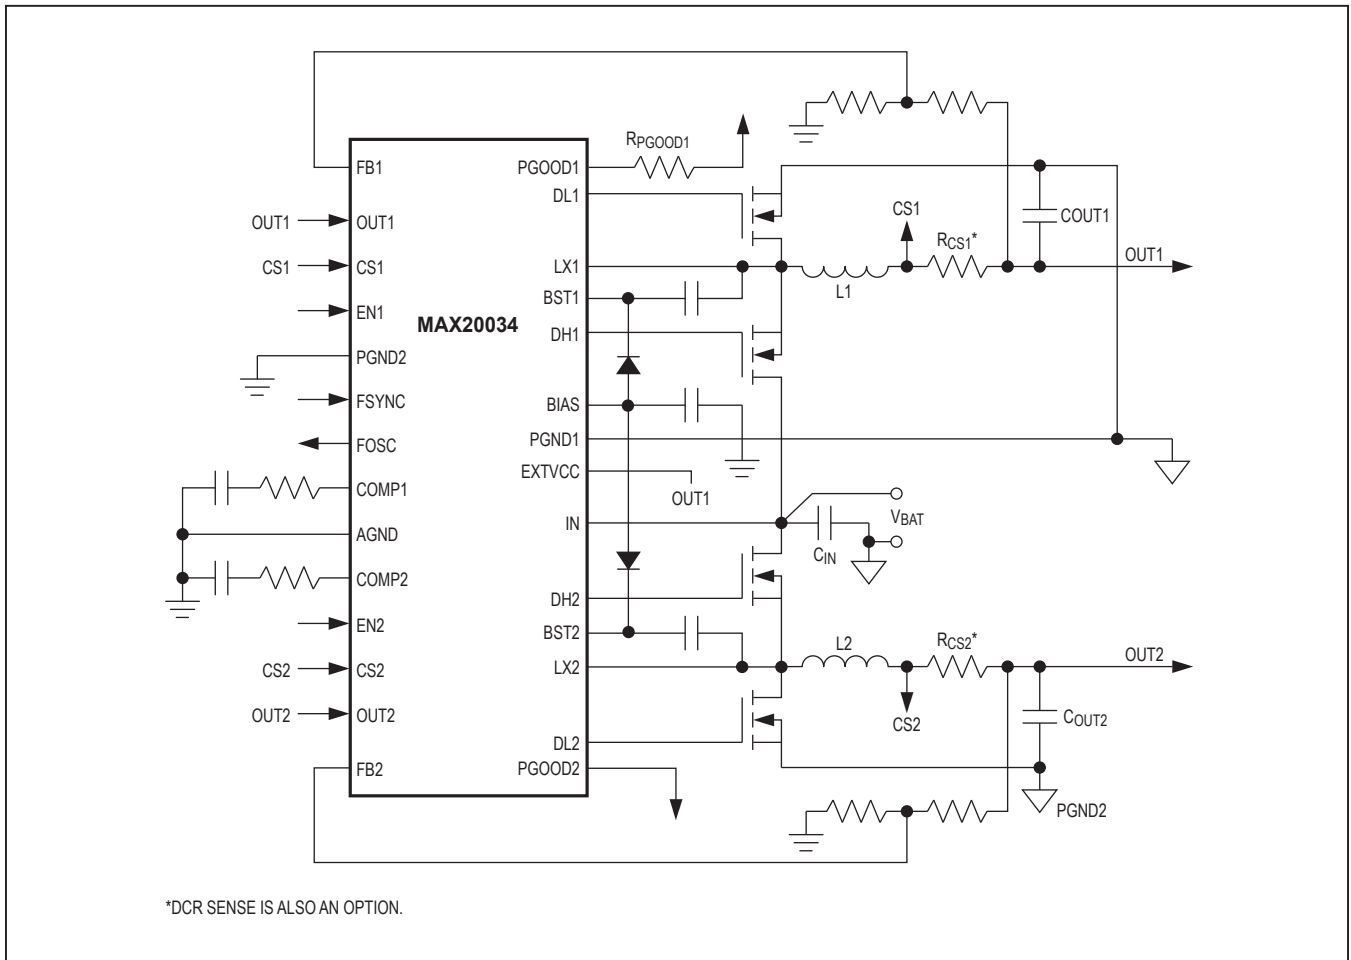 RPGOOD1
FB1
PGOOD1
DL1
OUT1
OUT1
CS1
COUT1
RCS1*
OUT1
CS1
CS1
LX1
L1
BST1
EN1
MAX20034
DH1
PGND2
FSYNC
BIAS
FOSC
PGND1
EXTVCC
OUT1
COMP1
VBAT
AGND
IN
CIN
COMP2
DH2
EN2
BST2
L2
RCS2*
OUT2
CS2
CS2
LX2
OUT2
OUT2
CS2
COUT2
DL2
FB2
PGOOD2
PGND2
*DCR SENSE IS ALSO AN OPTION.